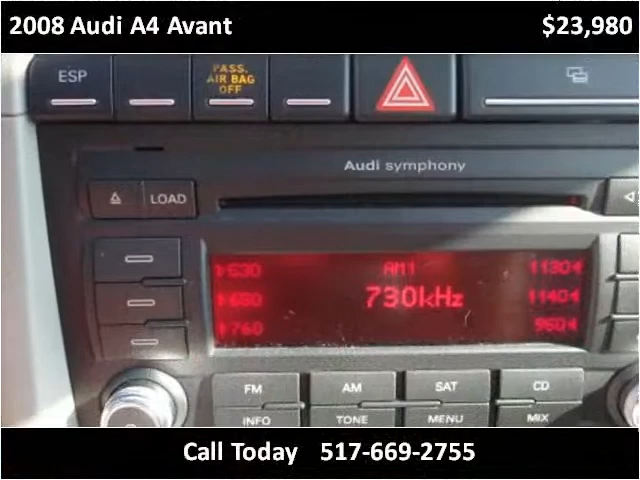 2008 Audi A4 Avant $23,980
ESP
PASS.
AIR BAG
OFF
Audi symphony
LOAD
530 AM1 1130
680 730kHz 1140
760 960
FM AM SAT CD
INFO TONE MENU MIX
Call Today 517-669-2755